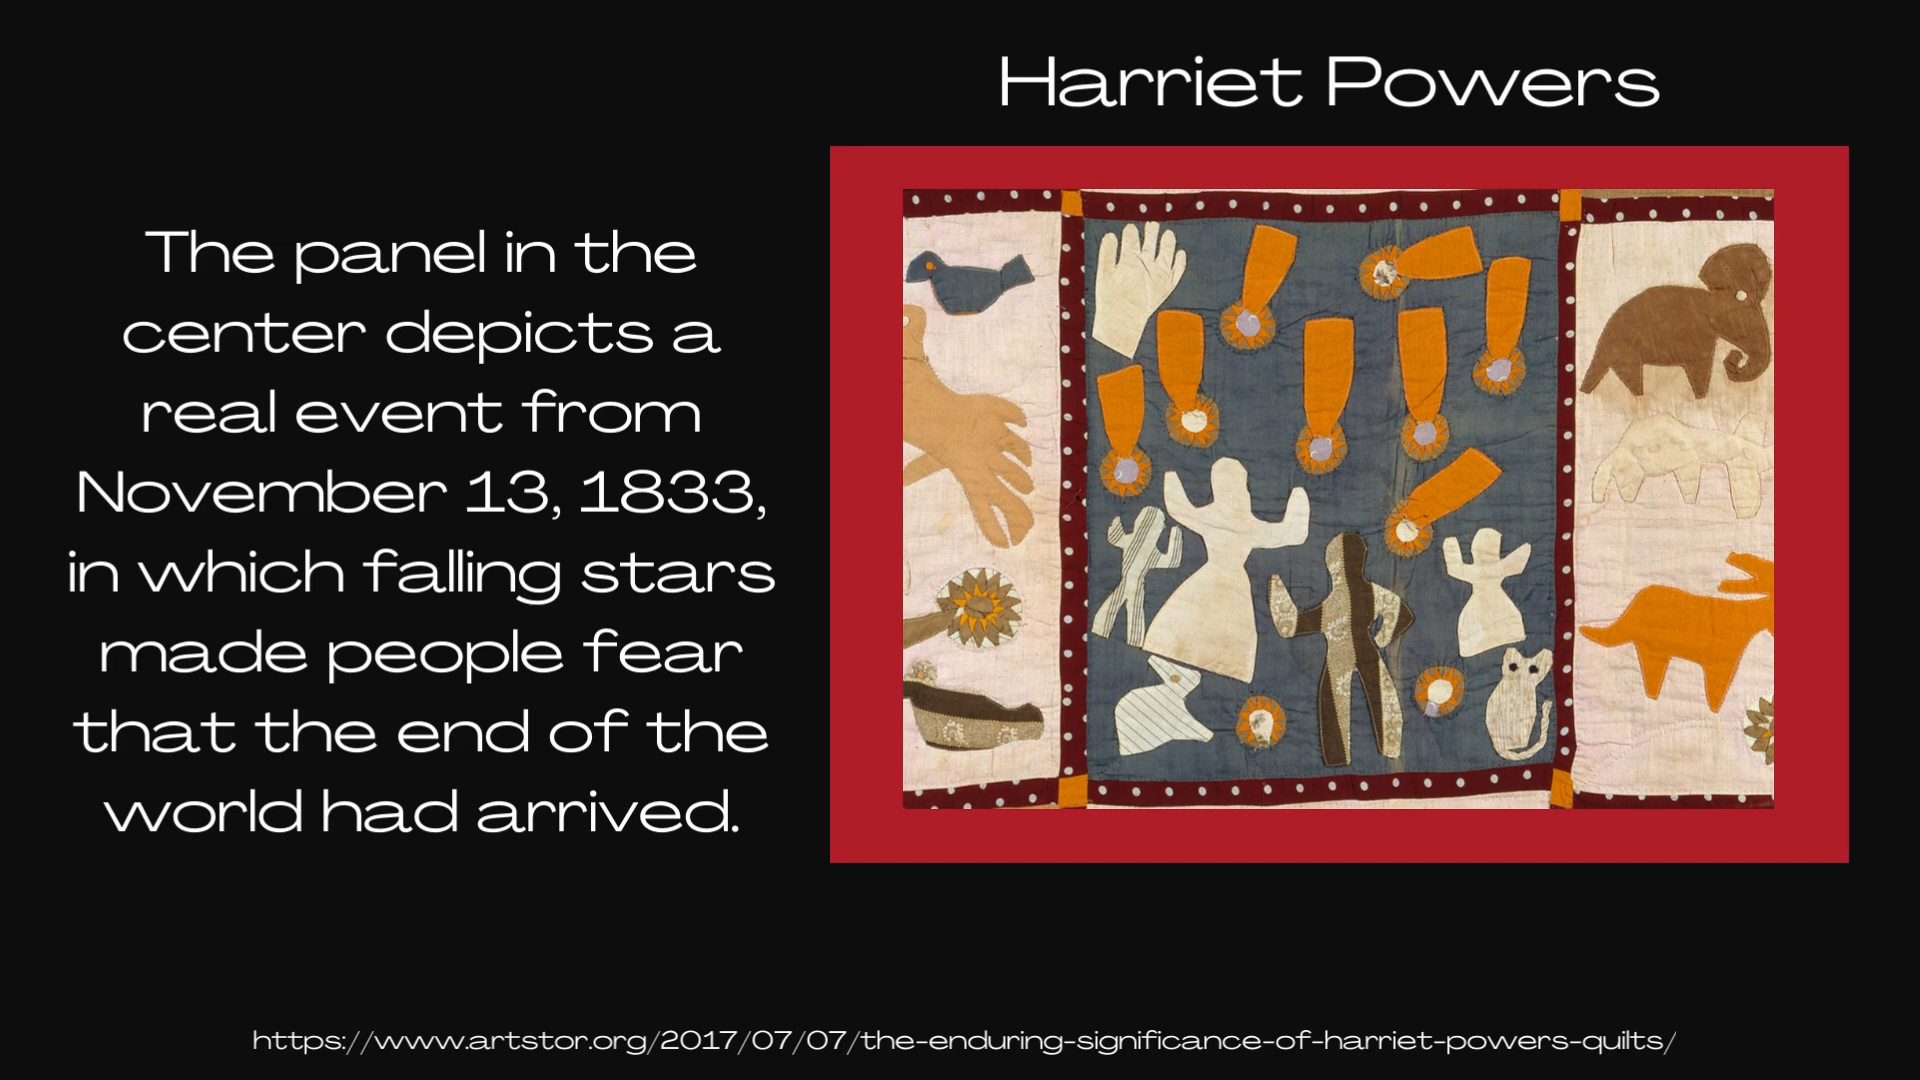 Harriet Powers
The panel in the
center depicts a
real event from
November 13, 1833,
in which falling stars
made people fear
that the end of the
world had arrived.
https://www.artstor.org/2017/07/07/the-enduring-significance-of-harriet-powers-quilts/